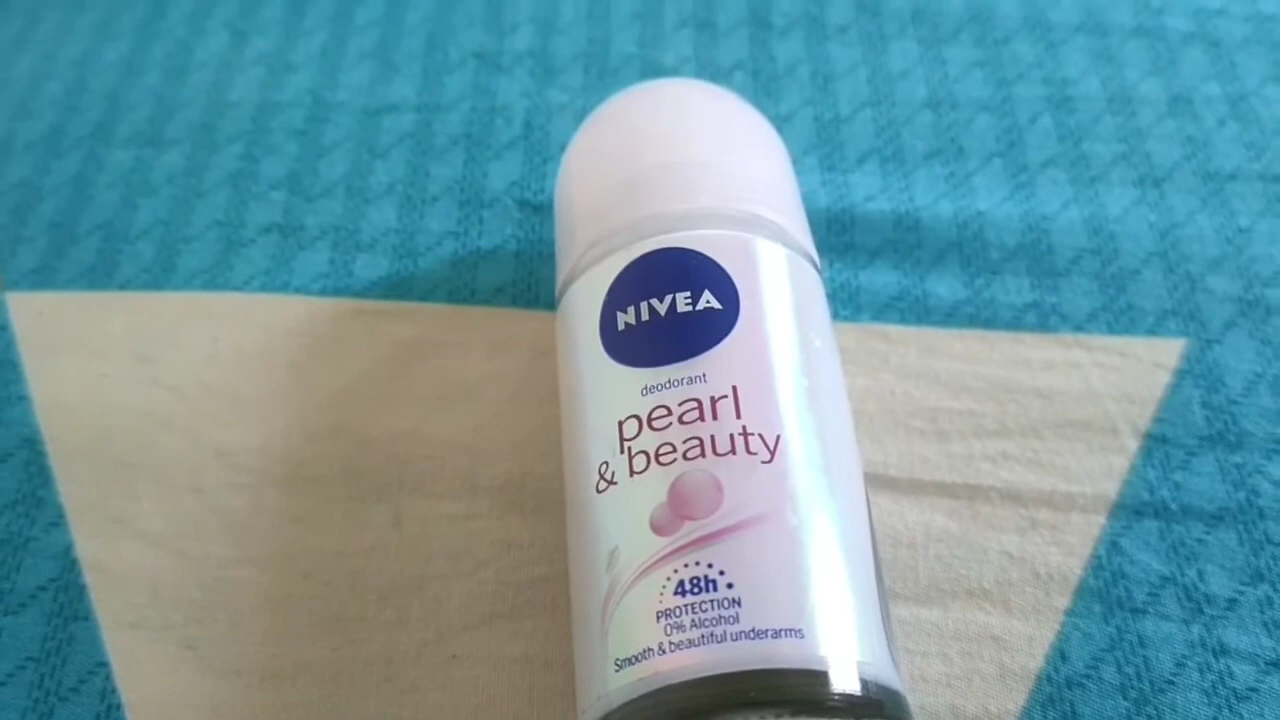 NIVEA
deodorant
pearl
& beauty
48h
PROTECTION
0% Alcohol
Smooth & beautiful underarms